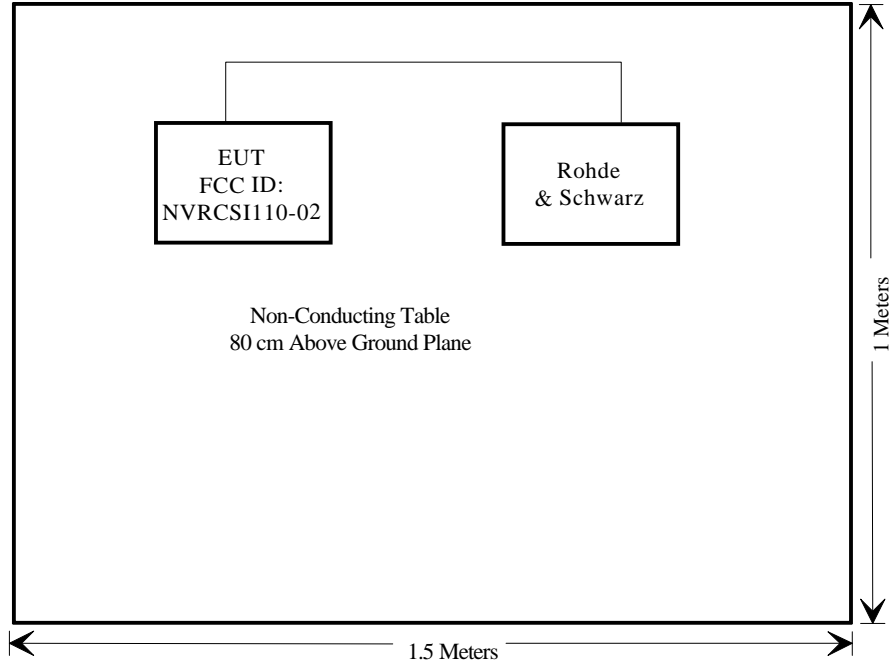 EUT
FCC ID:
NVRCSI110-02
Rohde
& Schwarz
Non-Conducting Table
80 cm Above Ground Plane
1 Meters
1.5 Meters